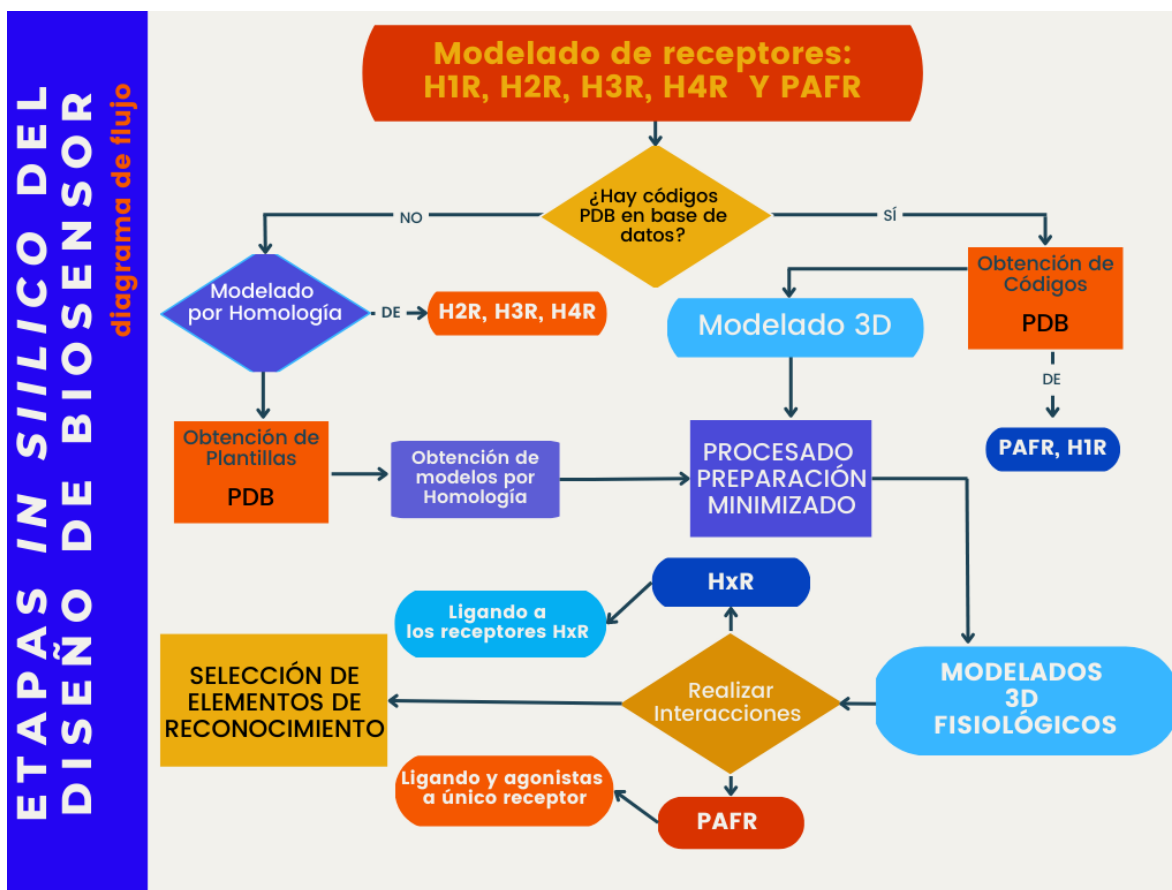 ETAPAS IN SIILICO DEL
DISEÑO DE BIOSENSOR
diagrama de flujo
Modelado de receptores:
H1R, H2R, H3R, H4R Y PAFR
¿Hay códigos
PDB en base de
datos?
NO
SÍ
Modelado
por Homología
DE
H2R, H3R, H4R
Modelado 3D
Obtención de
Códigos
PDB
DE
PAFR, H1R
Obtención de
Plantillas
PDB
Obtención de
modelos por
Homología
PROCESADO
PREPARACIÓN
MINIMIZADO
HxR
Ligando a
los receptores HxR
SELECCIÓN DE
ELEMENTOS DE
RECONOCIMIENTO
Realizar
Interacciones
MODELADOS
3D
FISIOLÓGICOS
Ligando y agonistas
a único receptor
PAFR